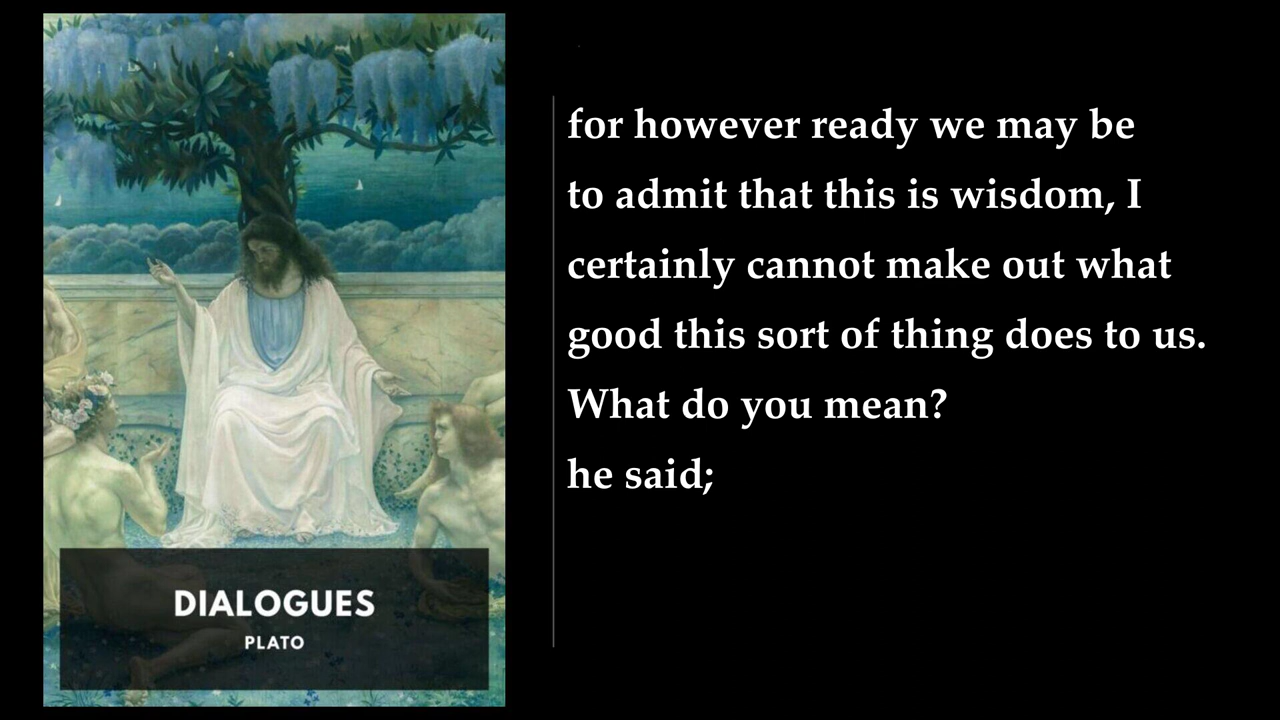 for however ready we may be
to admit that this is wisdom, I
certainly cannot make out what
good this sort of thing does to us.
What do you mean?
he said;
DIALOGUES
PLATO